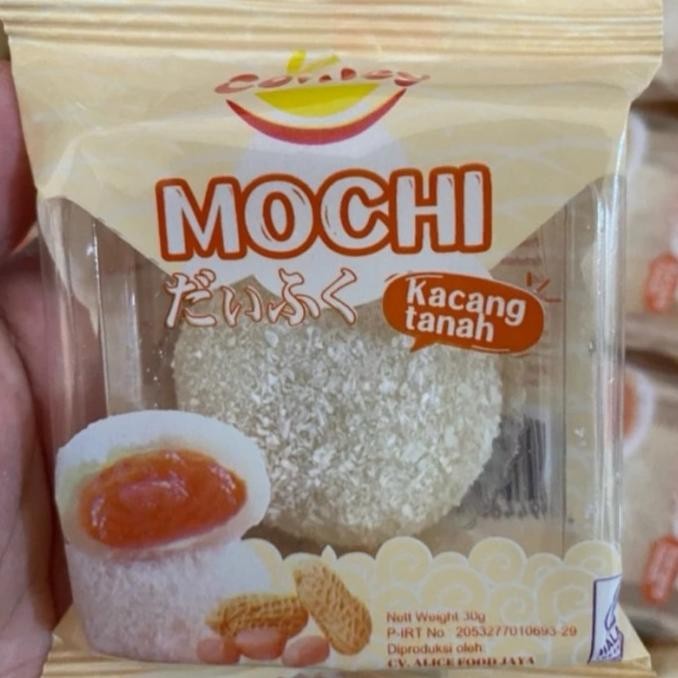 MOCHI
だいふく
Kacang
tanah
Nett Weight 30g
P-IRT No : 2053277010693-29
Diproduksi oleh:
CV. ALICE FOOD JAYA